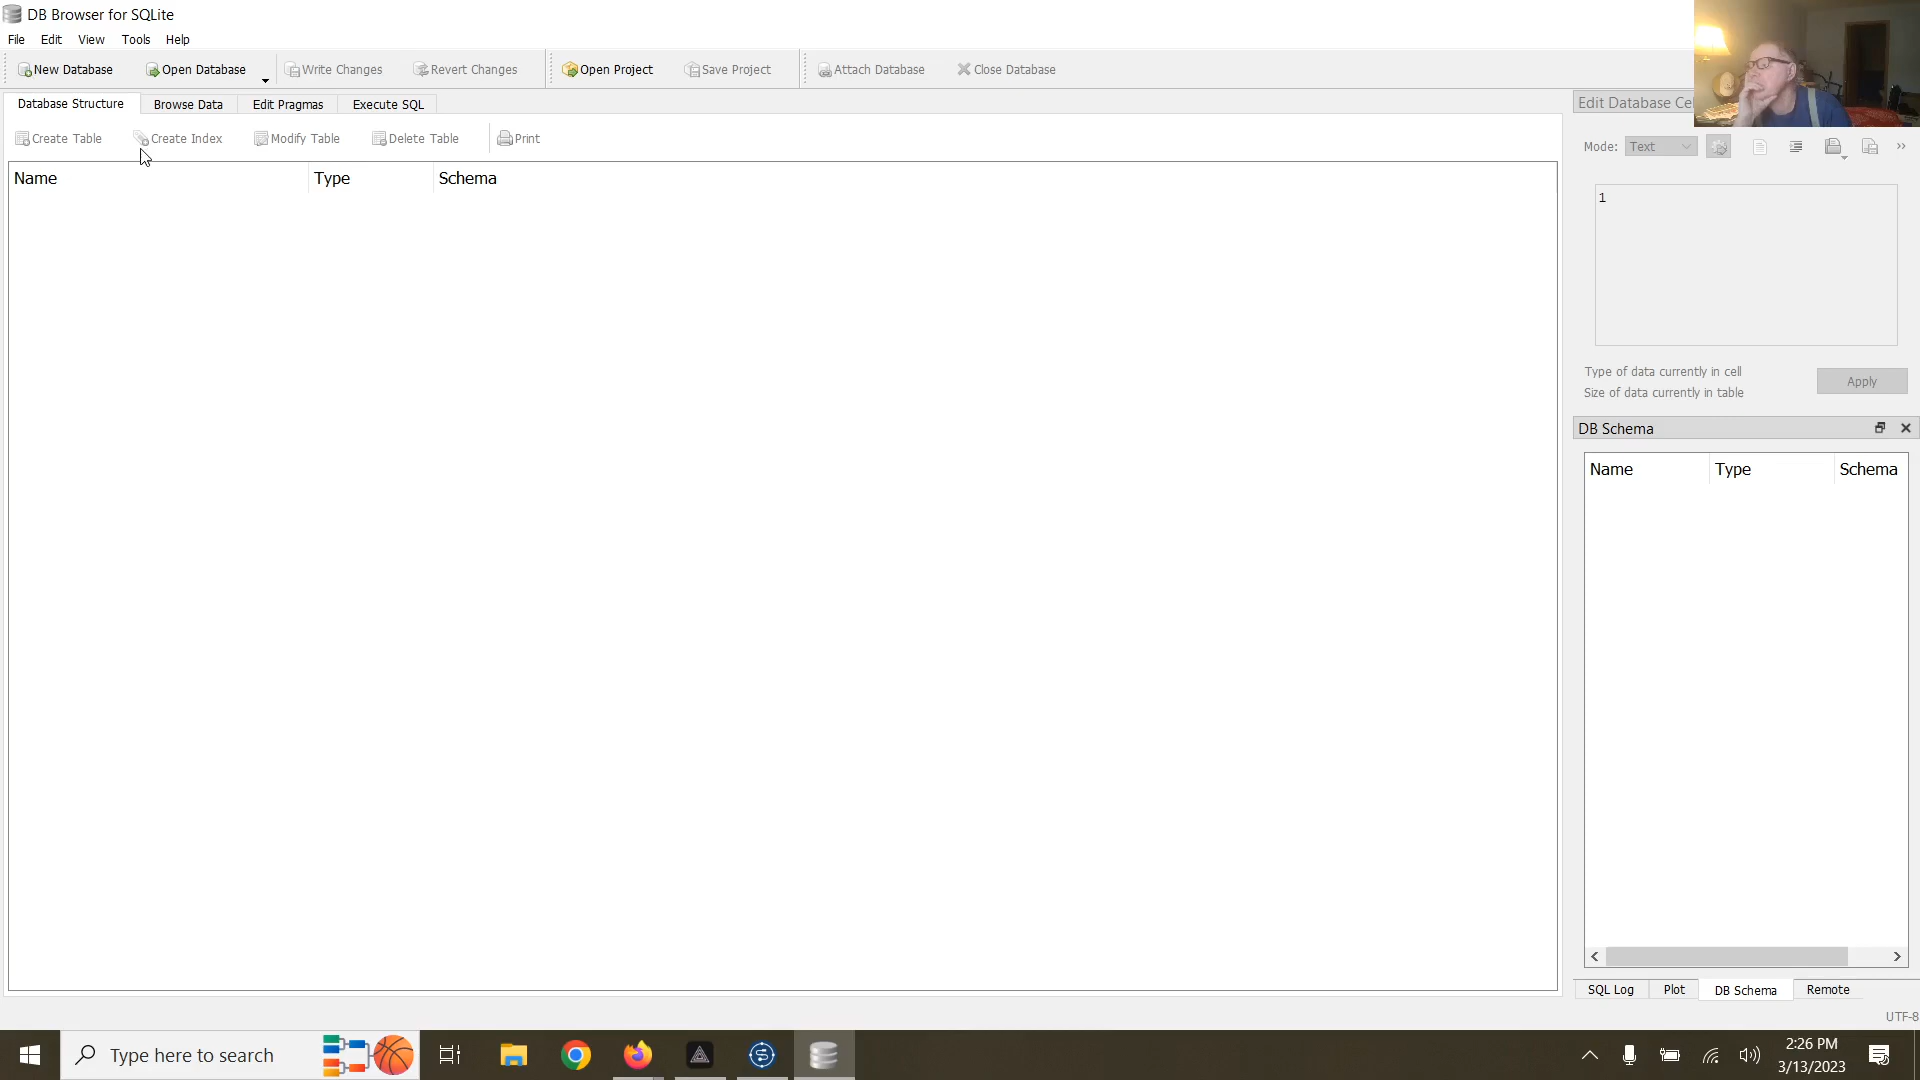 DB Browser for SQLite
File Edit View Tools Help
New Database Open Database Write Changes Revert Changes Open Project Save Project Attach Database Close Database
Database Structure Browse Data Edit Pragmas Execute SQL
Edit Database Cel
Create Table Create Index Modify Table Delete Table Print
Mode: Text
Name Type Schema
1
Type of data currently in cell
Size of data currently in table
Apply
DB Schema
Name Type Schema
SQL Log Plot DB Schema Remote
UTF-8
Type here to search
2:26 PM
3/13/2023